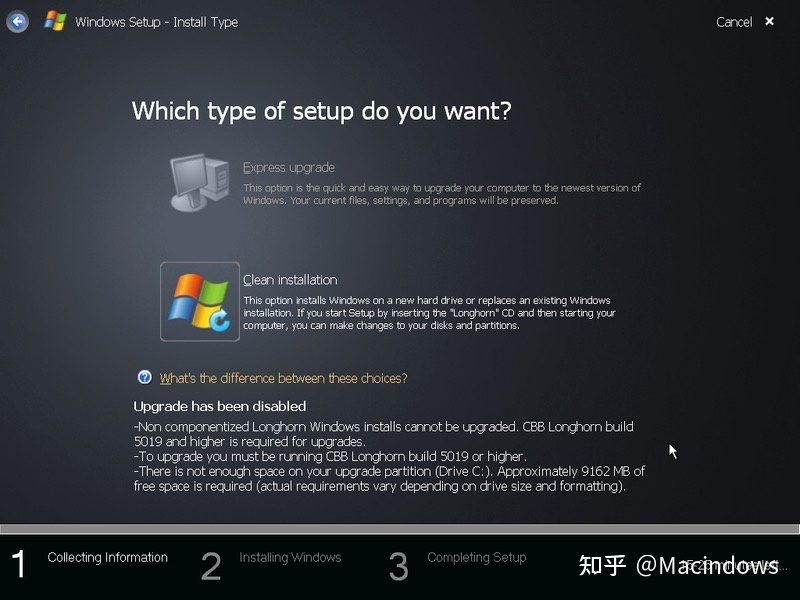 Windows Setup - Install Type
Cancel
Which type of setup do you want?
Express upgrade
This option is the quick and easy way to upgrade your computer to the newest version of
Windows. Your current files, settings, and programs will be preserved.
Clean installation
This option installs Windows on a new hard drive or replaces an existing Windows
installation. If you start Setup by inserting the "Longhorn" CD and then starting your
computer, you can make changes to your disks and partitions.
What's the difference between these choices?
Upgrade has been disabled
-Non componentized Longhorn Windows installs cannot be upgraded. CBB Longhorn build
5019 and higher is required for upgrades.
-To upgrade you must be running CBB Longhorn build 5019 or higher.
-There is not enough space on your upgrade partition (Drive C:). Approximately 9162 MB of
free space is required (actual requirements vary depending on drive size and formatting).
1 Collecting Information
2 Installing Windows
3 Completing Setup
知乎 @Macindows